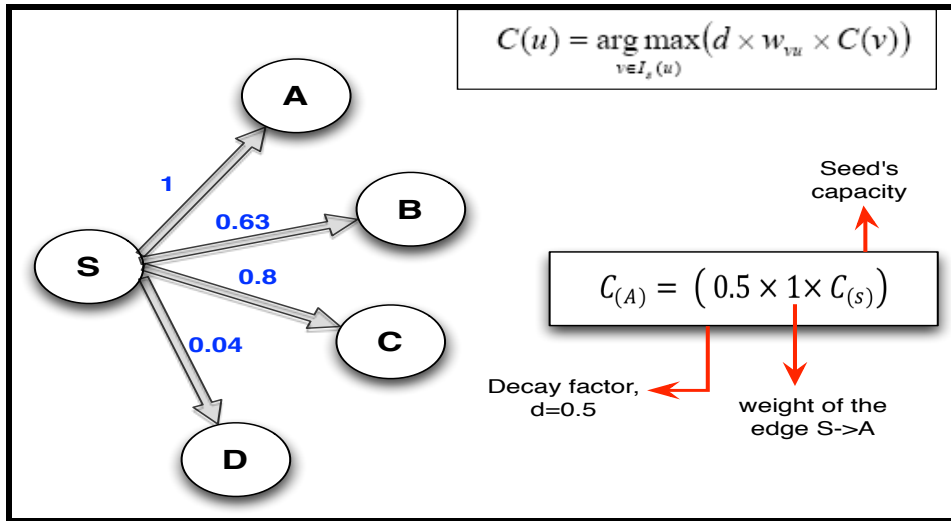 C(u) = arg max(d × w_vu × C(v))
v∈I_s(u)
A
1
0.63
B
S
0.8
C
0.04
D
Seed's
capacity
C_(A) = ( 0.5 × 1 × C_(s))
Decay factor,
d=0.5
weight of the
edge S->A